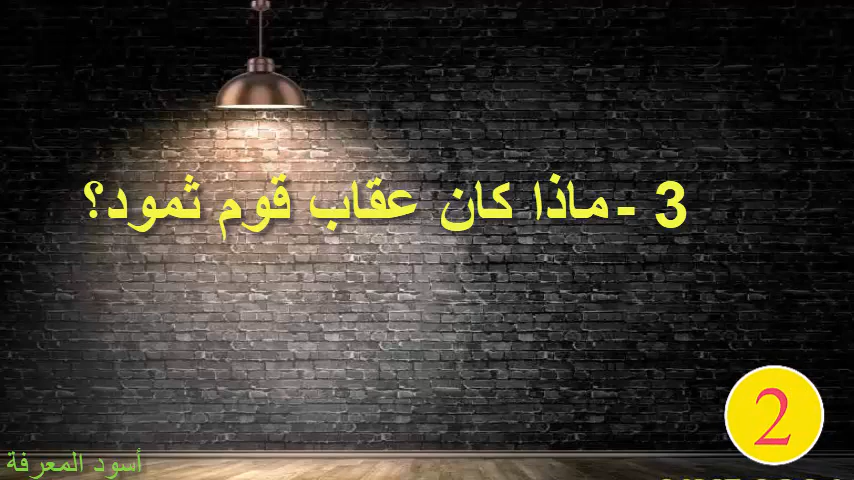 3 - ماذا كان عقاب قوم ثمود؟
2
أسود المعرفة